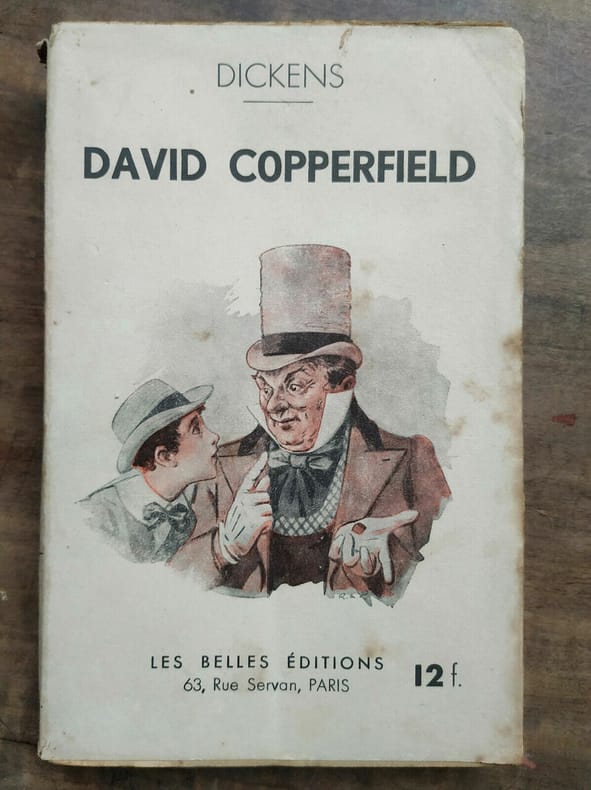 DICKENS
DAVID COPPERFIELD
LES BELLES ÉDITIONS
63, Rue Servan, PARIS
12 f.